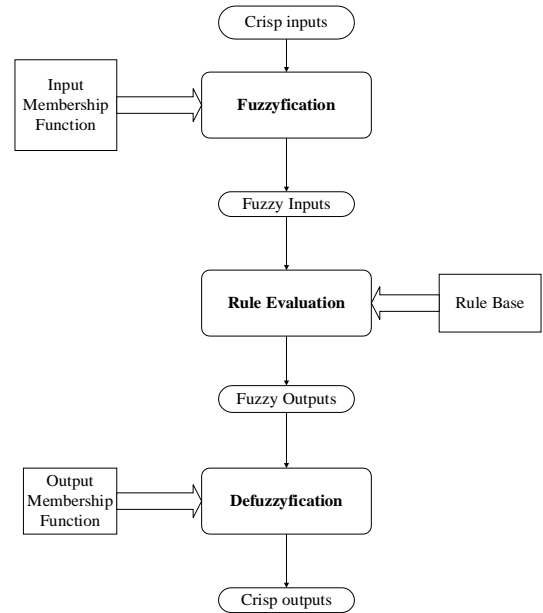 Crisp inputs
Input
Membership
Function
Fuzzyfication
Fuzzy Inputs
Rule Evaluation
Rule Base
Fuzzy Outputs
Output
Membership
Function
Defuzzyfication
Crisp outputs